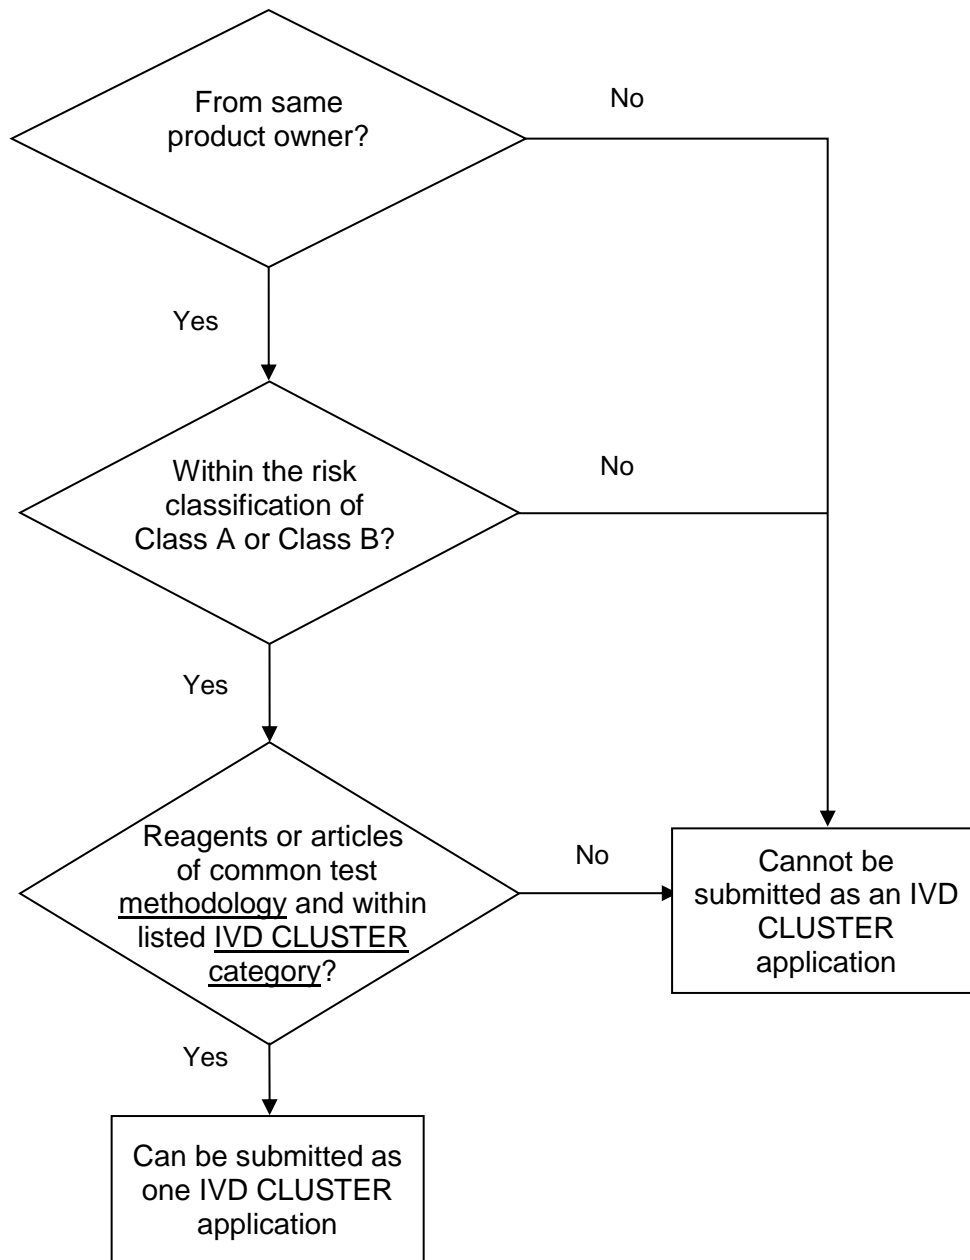 From same
product owner?
No
Yes
Within the risk
classification of
Class A or Class B?
No
Yes
Reagents or articles
of common test
methodology and within
listed IVD CLUSTER
category?
No
Cannot be
submitted as an IVD
CLUSTER
application
Yes
Can be submitted as
one IVD CLUSTER
application